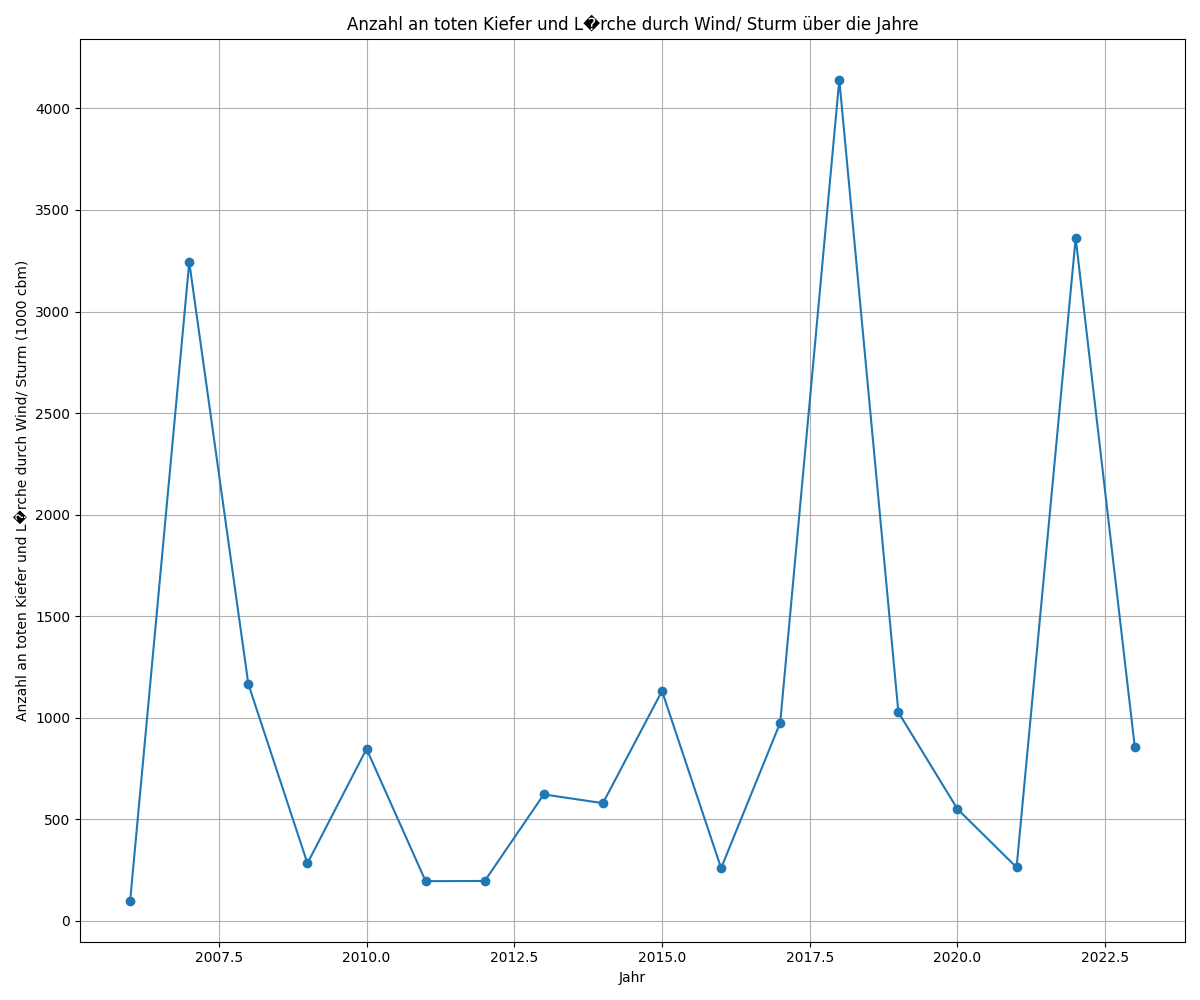 Anzahl an toten Kiefer und L�rche durch Wind/ Sturm über die Jahre
Anzahl an toten Kiefer und L�rche durch Wind/ Sturm (1000 cbm)
4000
3500
3000
2500
2000
1500
1000
500
0
2007.5 2010.0 2012.5 2015.0 2017.5 2020.0 2022.5
Jahr